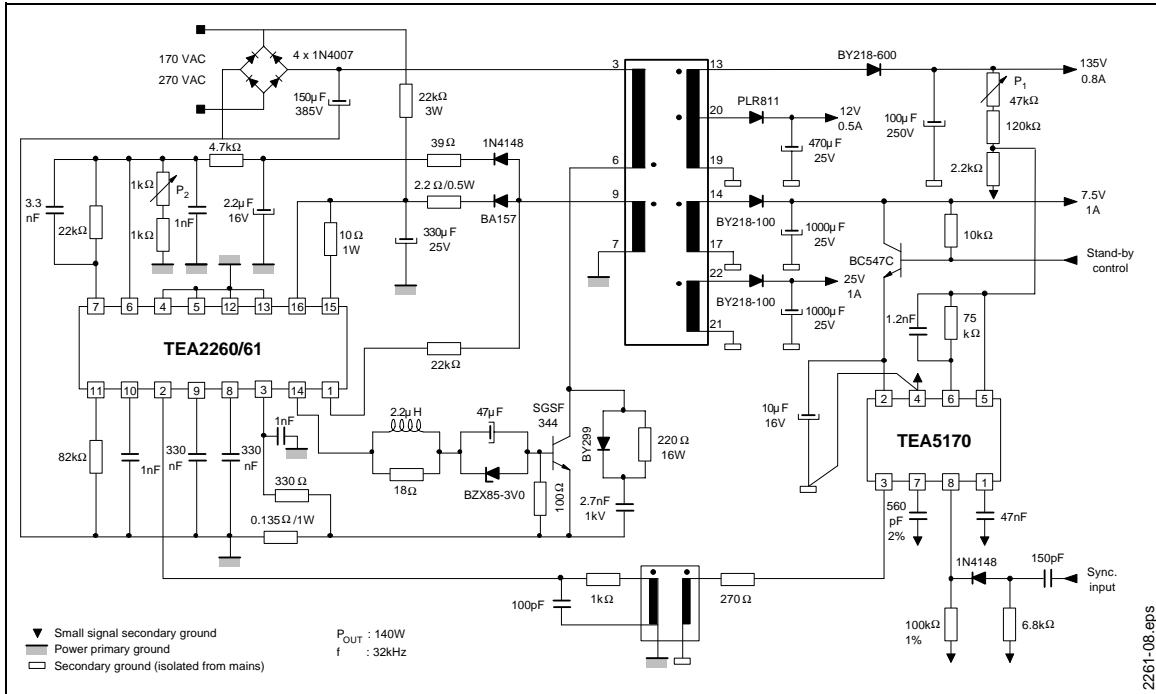 170 VAC
270 VAC
4 x 1N4007
150µF
385V
22kΩ
3W
3
13
BY218-600
135V
0.8A
P1
47kΩ
120kΩ
2.2kΩ
100µF
250V
20
PLR811
12V
0.5A
470µF
25V
19
6
4.7kΩ
39Ω
1N4148
2.2Ω/0.5W
BA157
9
14
7.5V
1A
BY218-100
1000µF
25V
7
17
10kΩ
BC547C
Stand-by
control
22
25V
1A
BY218-100
1000µF
25V
21
3.3
nF
22kΩ
1kΩ
P2
1kΩ
1nF
2.2µF
16V
10Ω
1W
330µF
25V
7
6
4
5
12
13
16
15
TEA2260/61
11
10
2
9
8
3
14
1
22kΩ
82kΩ
1nF
330
nF
330
nF
1nF
330Ω
0.135Ω/1W
2.2µH
18Ω
47µF
BZX85-3V0
SGSF
344
100Ω
BY299
220Ω
16W
2.7nF
1kV
1.2nF
75
kΩ
10µF
16V
2
4
6
5
TEA5170
3
7
8
1
560
pF
2%
47nF
1N4148
150pF
Sync.
input
100kΩ
1%
6.8kΩ
100pF
1kΩ
270Ω
Small signal secondary ground
Power primary ground
Secondary ground (isolated from mains)
POUT : 140W
f : 32kHz
2261-08.eps